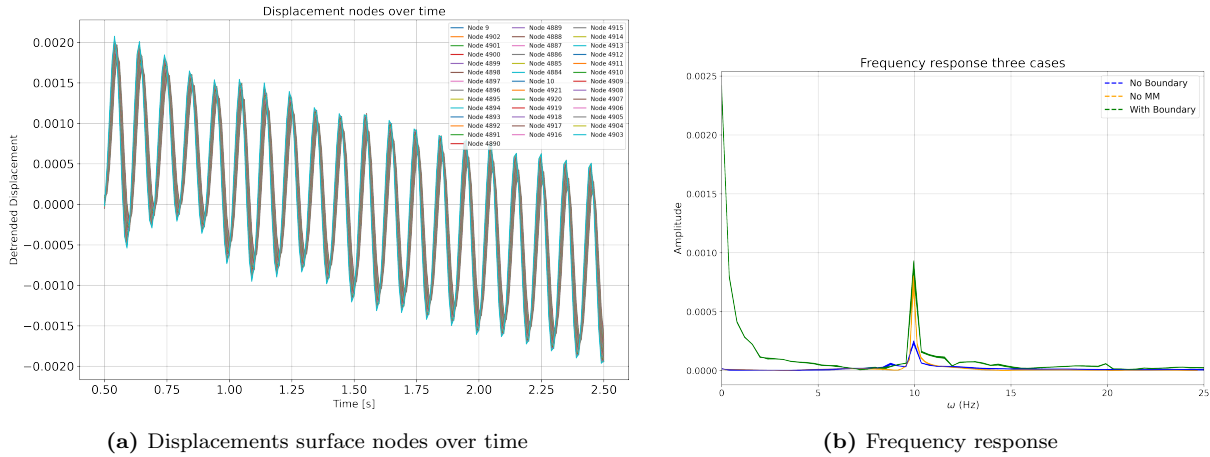 Displacement nodes over time
Detrended Displacement
0.0020
0.0015
0.0010
0.0005
0.0000
−0.0005
−0.0010
−0.0015
−0.0020
0.50 0.75 1.00 1.25 1.50 1.75 2.00 2.25 2.50
Time [s]
Node 9 Node 4889 Node 4915
Node 4902 Node 4888 Node 4914
Node 4901 Node 4887 Node 4913
Node 4900 Node 4886 Node 4912
Node 4899 Node 4885 Node 4911
Node 4898 Node 4884 Node 4910
Node 4897 Node 10 Node 4909
Node 4896 Node 4921 Node 4908
Node 4895 Node 4920 Node 4907
Node 4894 Node 4919 Node 4906
Node 4893 Node 4918 Node 4905
Node 4892 Node 4917 Node 4904
Node 4891 Node 4916 Node 4903
Node 4890
(a) Displacements surface nodes over time
Frequency response three cases
Amplitude
0.0025
0.0020
0.0015
0.0010
0.0005
0.0000
0 5 10 15 20 25
ω (Hz)
No Boundary
No MM
With Boundary
(b) Frequency response